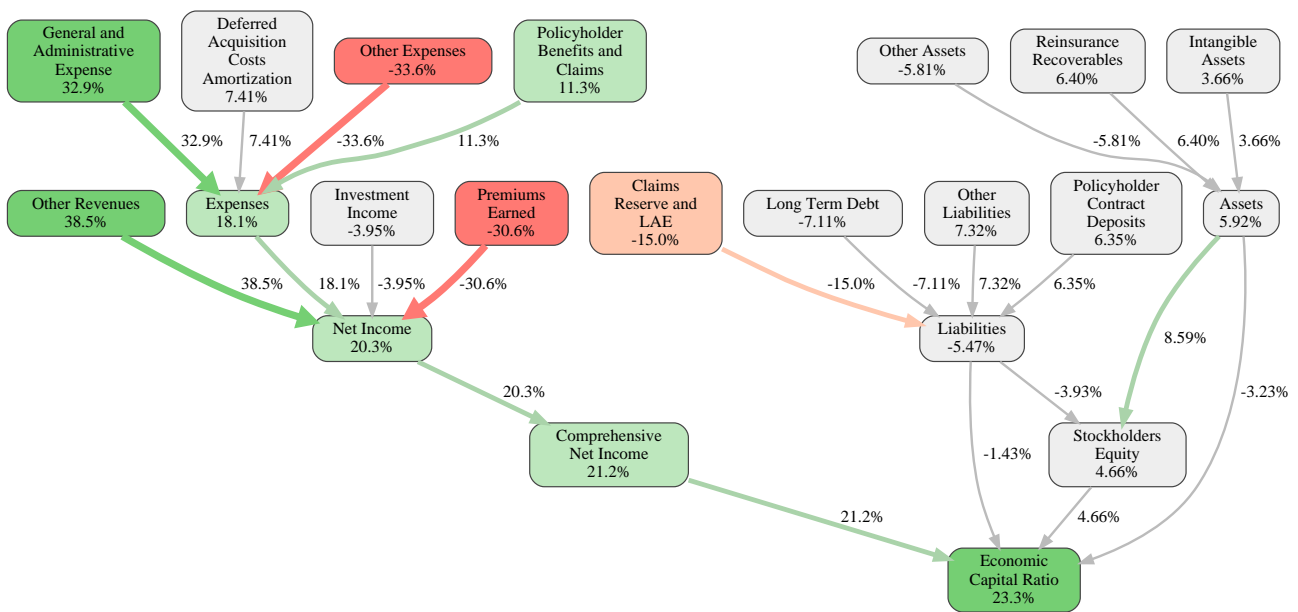 General and
Administrative
Expense
32.9%
Deferred
Acquisition
Costs
Amortization
7.41%
Other Expenses
-33.6%
Policyholder
Benefits and
Claims
11.3%
Other Assets
-5.81%
Reinsurance
Recoverables
6.40%
Intangible
Assets
3.66%
32.9%
7.41%
-33.6%
11.3%
-5.81%
6.40%
3.66%
Other Revenues
38.5%
Expenses
18.1%
Investment
Income
-3.95%
Premiums
Earned
-30.6%
Claims
Reserve and
LAE
-15.0%
Long Term Debt
-7.11%
Other
Liabilities
7.32%
Policyholder
Contract
Deposits
6.35%
Assets
5.92%
38.5%
18.1%
-3.95%
-30.6%
-15.0%
-7.11%
7.32%
6.35%
Net Income
20.3%
Liabilities
-5.47%
8.59%
20.3%
-3.93%
-3.23%
Comprehensive
Net Income
21.2%
-1.43%
Stockholders
Equity
4.66%
21.2%
4.66%
Economic
Capital Ratio
23.3%